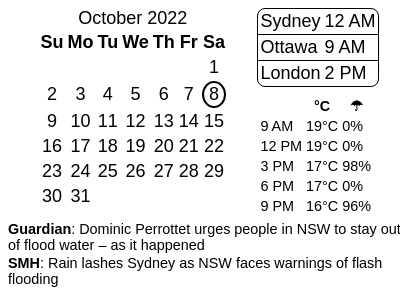 October 2022
Su Mo Tu We Th Fr Sa
1
2 3 4 5 6 7 8
9 10 11 12 13 14 15
16 17 18 19 20 21 22
23 24 25 26 27 28 29
30 31
Sydney 12 AM
Ottawa 9 AM
London 2 PM
°C ☂
9 AM 19°C 0%
12 PM 19°C 0%
3 PM 17°C 98%
6 PM 17°C 0%
9 PM 16°C 96%
Guardian: Dominic Perrottet urges people in NSW to stay out
of flood water – as it happened
SMH: Rain lashes Sydney as NSW faces warnings of flash
flooding